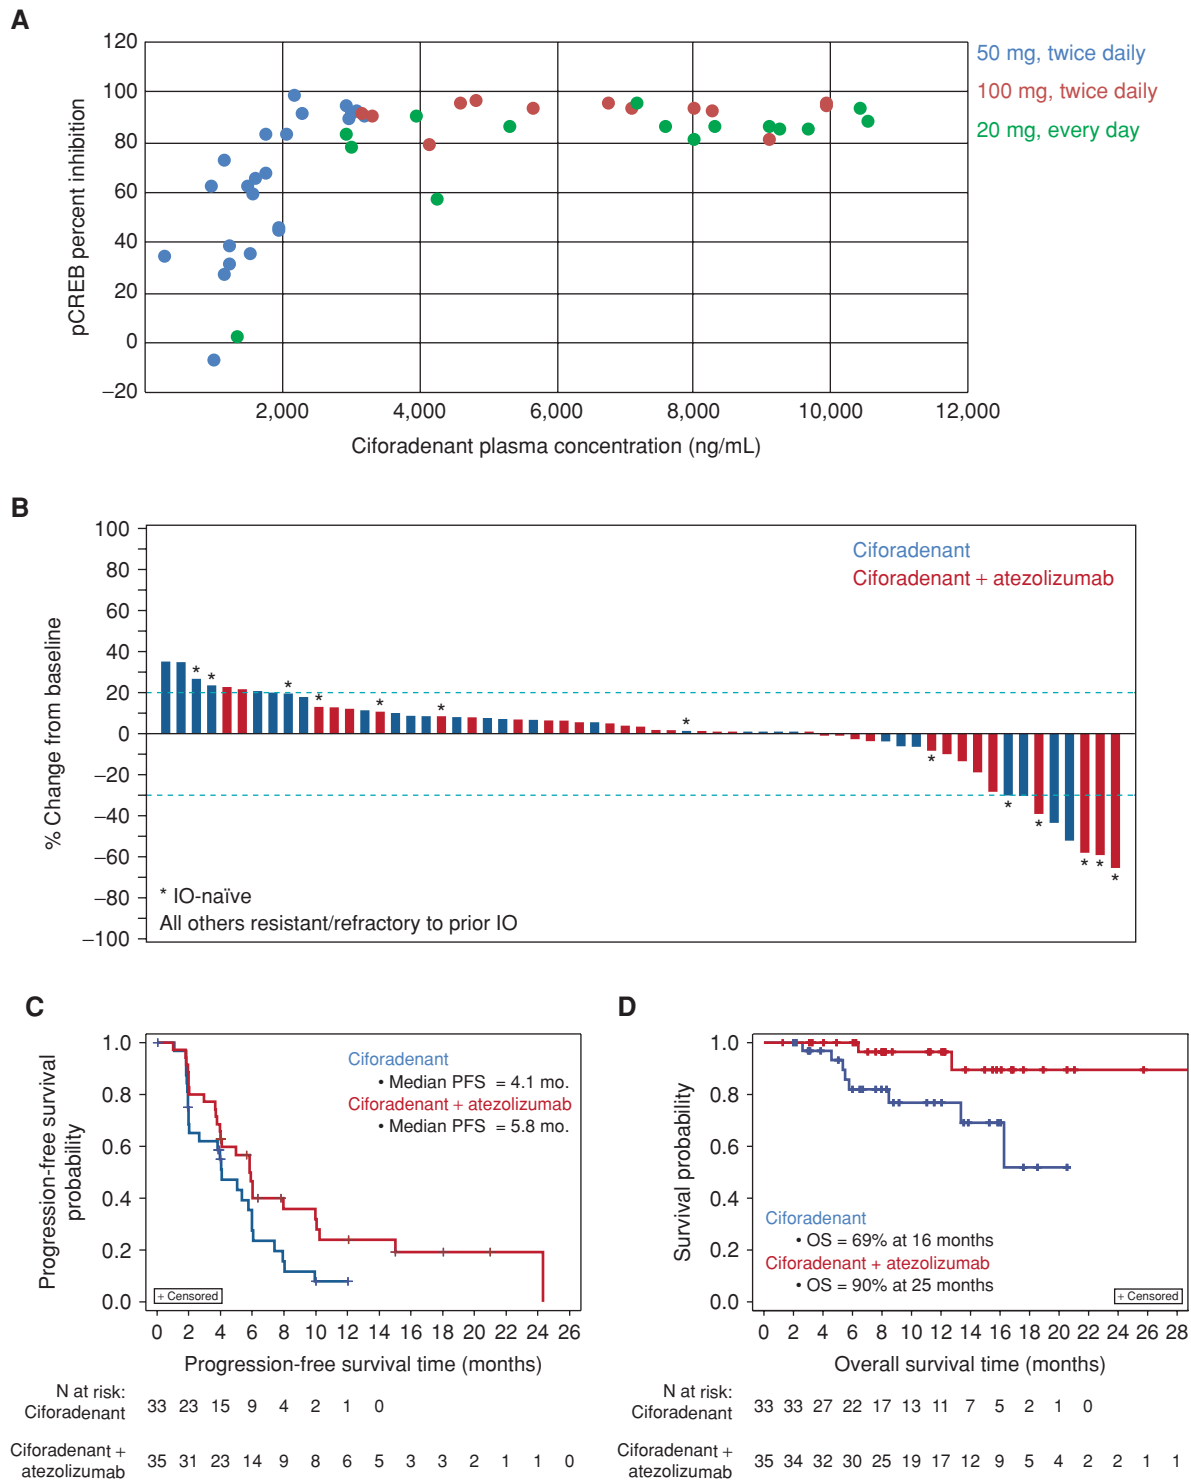 A
120
100
80
60
40
20
0
−20
pCREB percent inhibition
2,000
4,000
6,000
8,000
10,000
12,000
Ciforadenant plasma concentration (ng/mL)
50 mg, twice daily
100 mg, twice daily
20 mg, every day
B
100
80
60
40
20
0
−20
−40
−60
−80
−100
% Change from baseline
Ciforadenant
Ciforadenant + atezolizumab
* * * * * * * * * * * * *
* IO-naïve
All others resistant/refractory to prior IO
C
1.0
0.8
0.6
0.4
0.2
0.0
Progression-free survival
probability
Ciforadenant
• Median PFS = 4.1 mo.
Ciforadenant + atezolizumab
• Median PFS = 5.8 mo.
+ Censored
0 2 4 6 8 10 12 14 16 18 20 22 24 26
Progression-free survival time (months)
N at risk:
Ciforadenant 33 23 15 9 4 2 1 0
Ciforadenant +
atezolizumab 35 31 23 14 9 8 6 5 3 3 2 1 1 0
D
1.0
0.8
0.6
0.4
0.2
0.0
Survival probability
Ciforadenant
• OS = 69% at 16 months
Ciforadenant + atezolizumab
• OS = 90% at 25 months
+ Censored
0 2 4 6 8 10 12 14 16 18 20 22 24 26 28
Overall survival time (months)
N at risk:
Ciforadenant 33 33 27 22 17 13 11 7 5 2 1 0
Ciforadenant +
atezolizumab 35 34 32 30 25 19 17 12 9 5 4 2 2 1 1